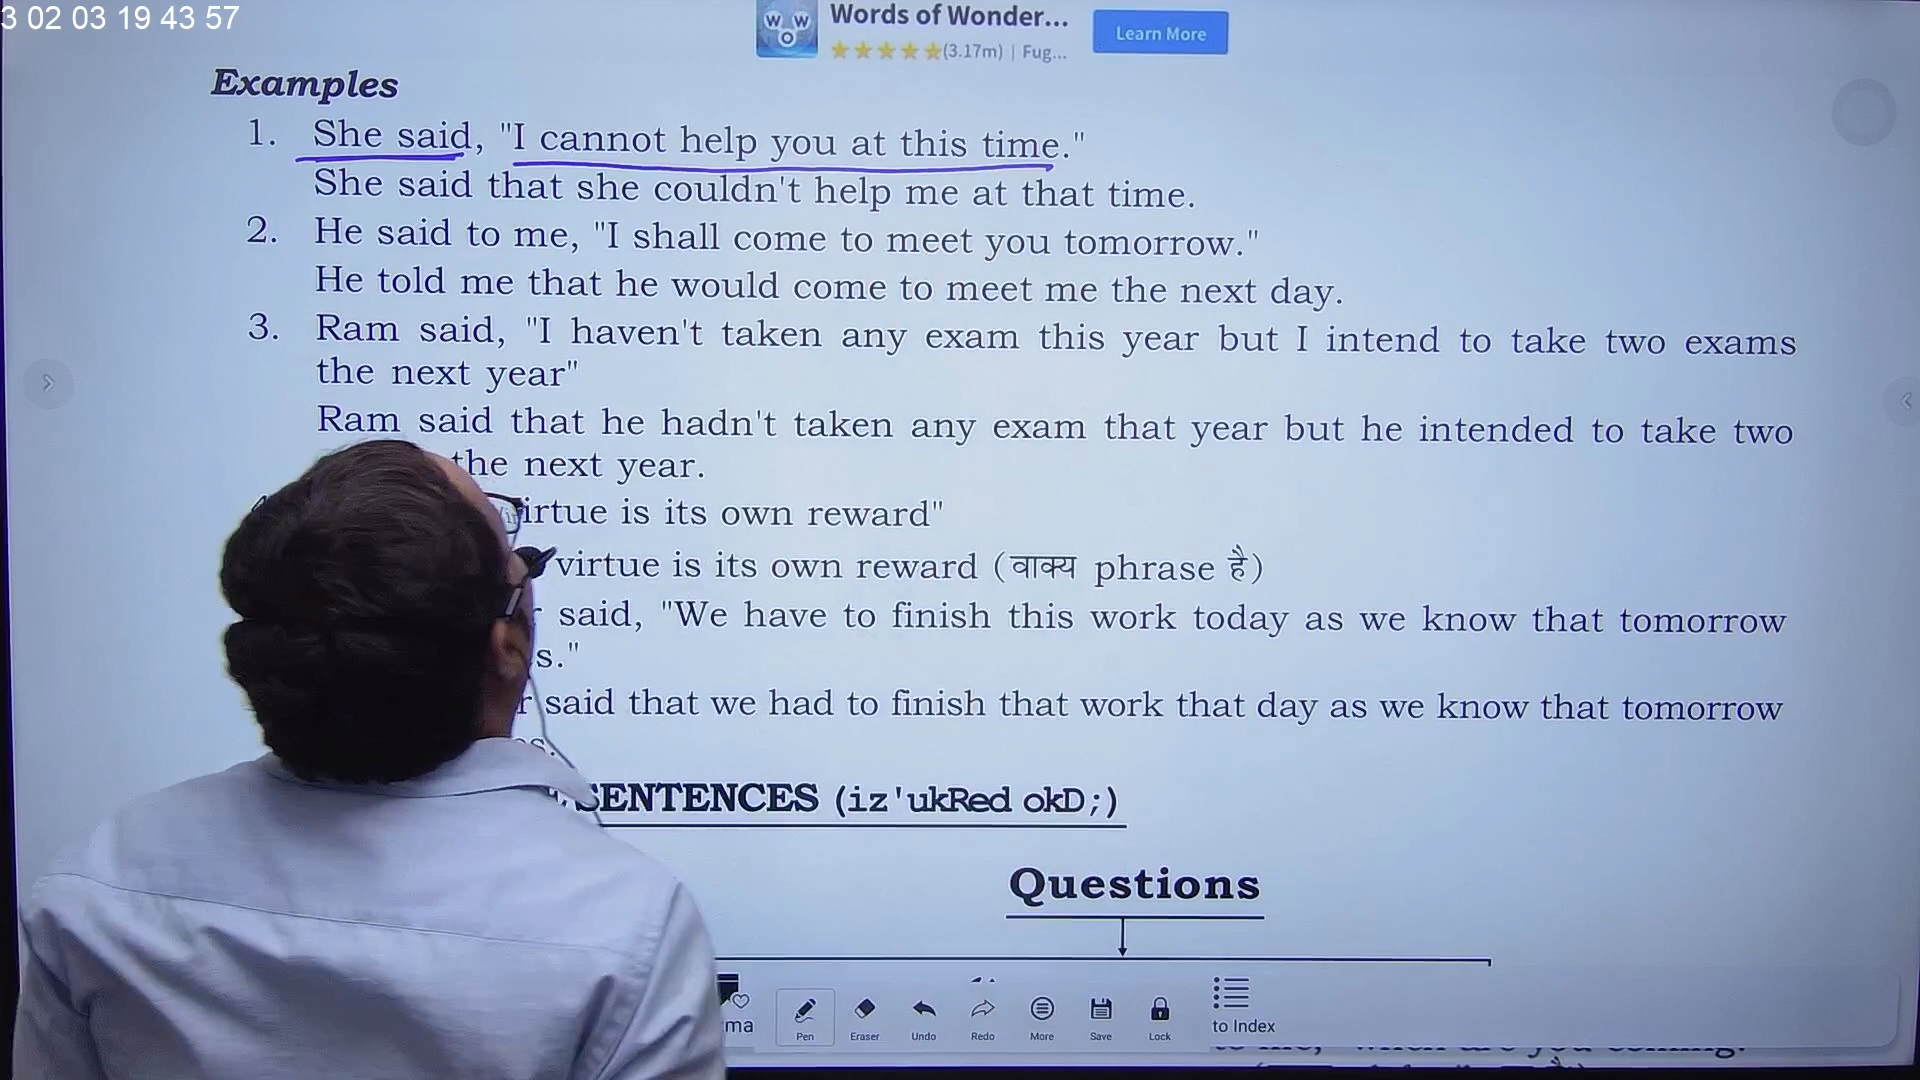 3 02 03 19 43 57
Words of Wonder...
(3.17m) | Fug...
Learn More
Examples
1. She said, "I cannot help you at this time."
She said that she couldn't help me at that time.
2. He said to me, "I shall come to meet you tomorrow."
He told me that he would come to meet me the next day.
3. Ram said, "I haven't taken any exam this year but I intend to take two exams
the next year"
Ram said that he hadn't taken any exam that year but he intended to take two
the next year.
irtue is its own reward"
virtue is its own reward (वाक्य phrase है)
said, "We have to finish this work today as we know that tomorrow
s."
said that we had to finish that work that day as we know that tomorrow
s.
SENTENCES (iz'ukRed okD;)
Questions
ma
Pen
Eraser
Undo
Redo
More
Save
Lock
to Index